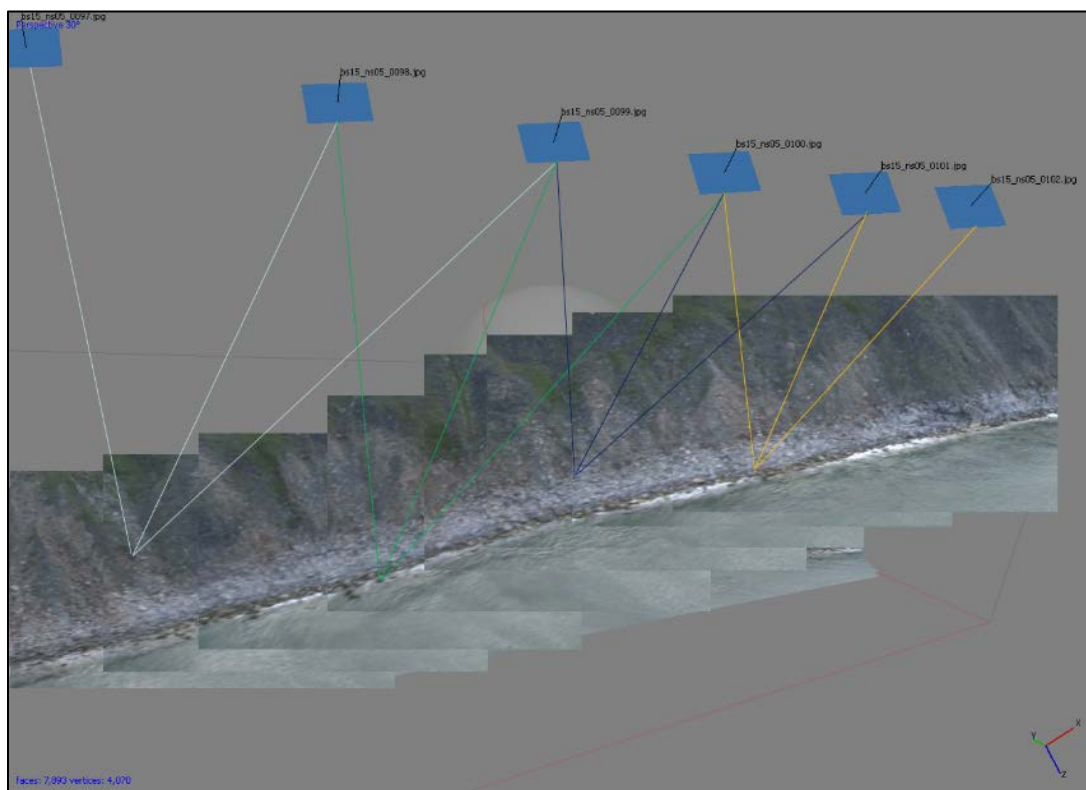 bs15_ns05_0097.jpg
Perspective 30°
bs15_ns05_0098.jpg
bs15_ns05_0099.jpg
bs15_ns05_0100.jpg
bs15_ns05_0101.jpg
bs15_ns05_0102.jpg
X
Y
Z
Faces: 7,893 vertices: 4,070